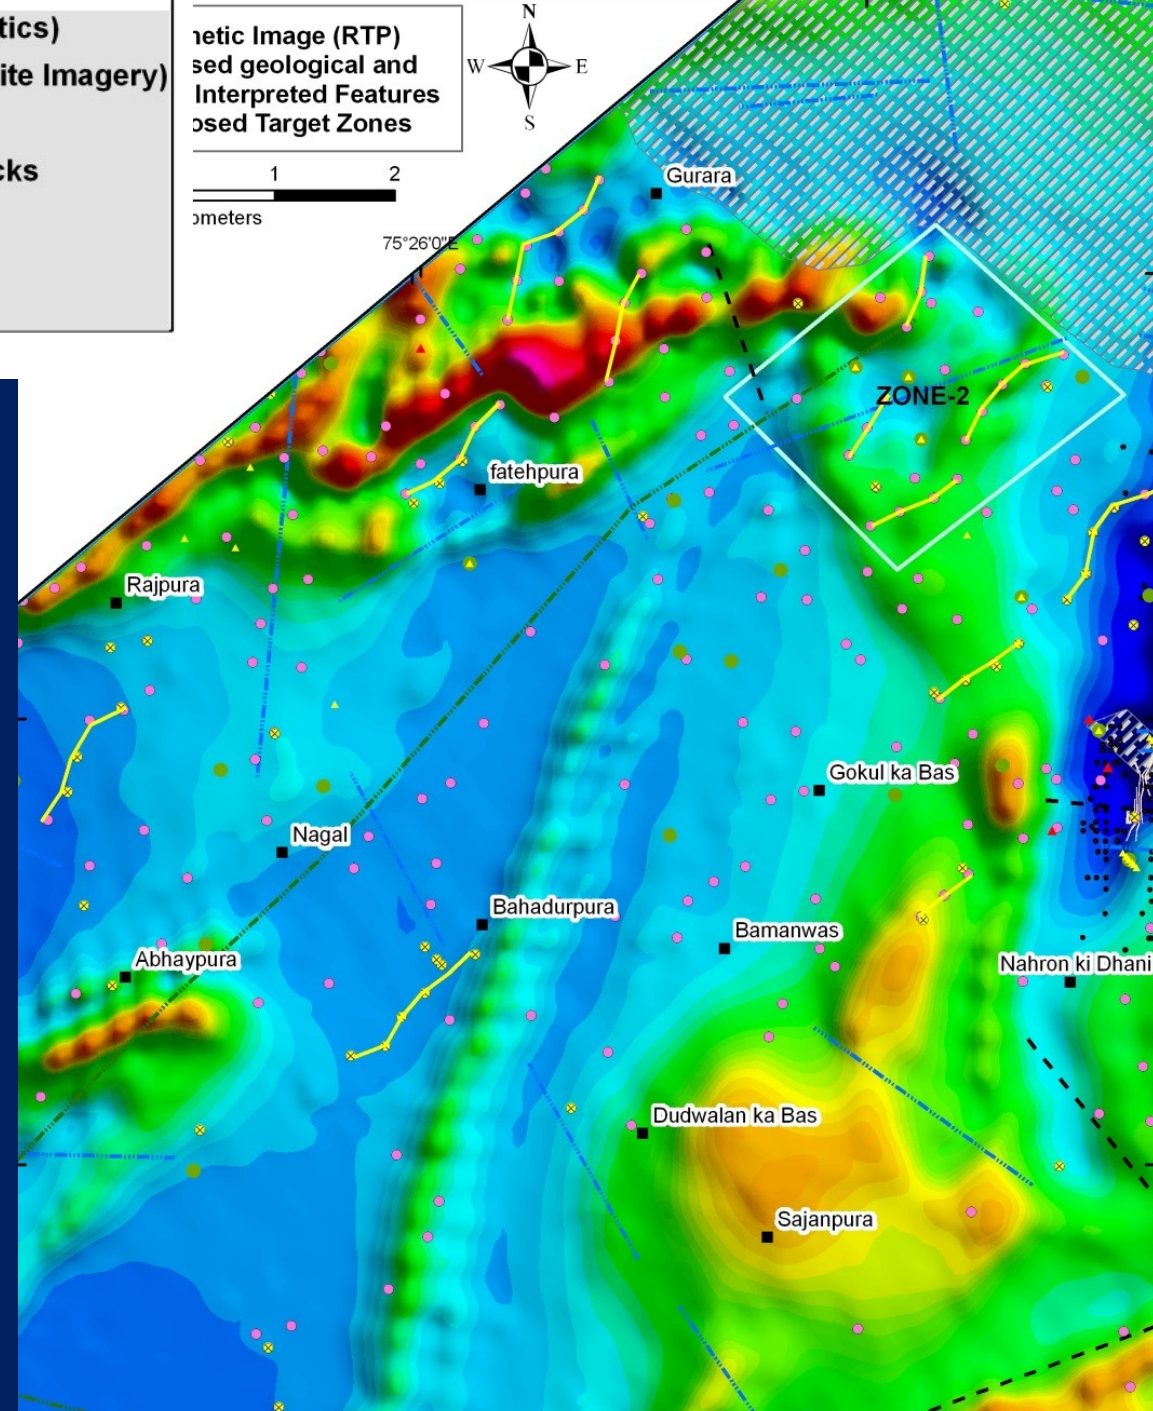 tics)
ite Imagery)
cks
netic Image (RTP)
sed geological and
Interpreted Features
osed Target Zones
N
W
E
S
1
2
ometers
75°26'0"E
Gurara
ZONE-2
fatehpura
Rajpura
Gokul ka Bas
Nagal
Bahadurpura
Bamanwas
Abhaypura
Nahron ki Dhani
Dudwalan ka Bas
Sajanpura